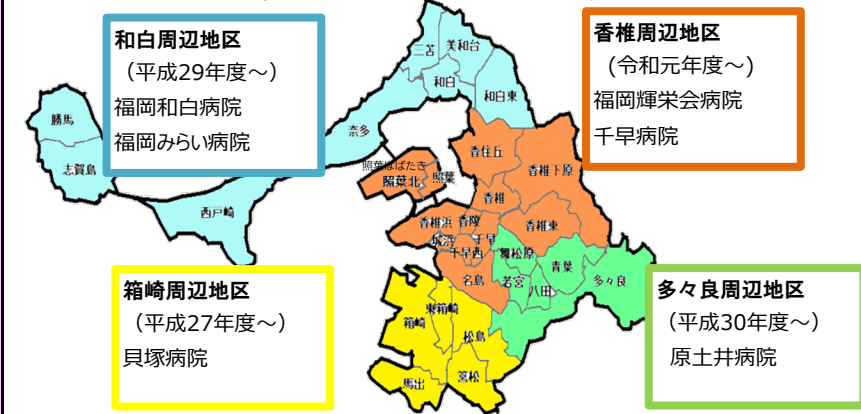 和白周辺地区
（平成29年度～）
福岡和白病院
福岡みらい病院
香椎周辺地区
(令和元年度～)
福岡輝栄会病院
千早病院
箱崎周辺地区
（平成27年度～）
貝塚病院
多々良周辺地区
（平成30年度～）
原土井病院
三苫
美和台
和白
和白東
奈多
勝馬
志賀島
西戸崎
香住丘
香椎下原
照葉はばたき
照葉
照葉北
香椎
香椎浜
香陵
香椎東
城浜
千早
千早西
舞松原
青葉
多々良
名島
若宮
八田
東箱崎
箱崎
松島
馬出
筥松